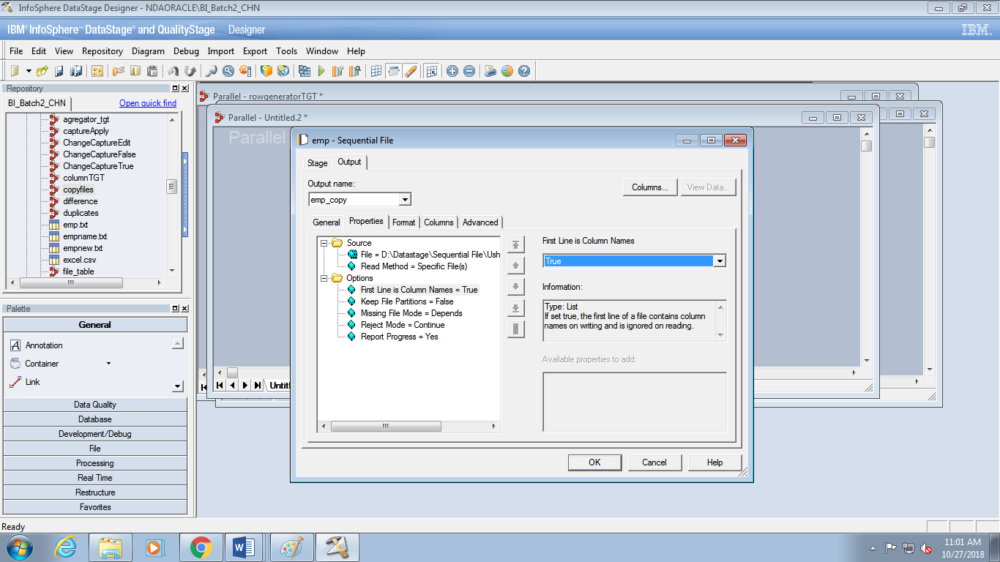 InfoSphere DataStage Designer - NDAORACLE\BI_Batch2_CHN
IBM® InfoSphere™ DataStage® and QualityStage Designer
IBM.
File Edit View Repository Diagram Debug Import Export Tools Window Help
Repository
BI_Batch2_CHN
Open quick find
agregator_tgt
captureApply
ChangeCaptureEdit
ChangeCaptureFalse
ChangeCaptureTrue
columnTGT
copyfiles
difference
duplicates
emp.txt
empname.txt
empnew.txt
excel.csv
file_table
Palette
General
Annotation
Container
Link
Data Quality
Database
Development/Debug
File
Processing
Real Time
Restructure
Favorites
Parallel - rowgeneratorTGT *
Parallel - Untitled.2 *
Parallel
emp - Sequential File
Stage Output
Output name:
emp_copy
Columns...
View Data...
General Properties Format Columns Advanced
Source
File = D:\Datastage\Sequential File\Ush
Read Method = Specific File(s)
Options
First Line is Column Names = True
Keep File Partitions = False
Missing File Mode = Depends
Reject Mode = Continue
Report Progress = Yes
First Line is Column Names
True
Information:
Type: List
If set true, the first line of a file contains column
names on writing and is ignored on reading.
Available properties to add:
OK Cancel Help
Ready
11:01 AM
10/27/2018